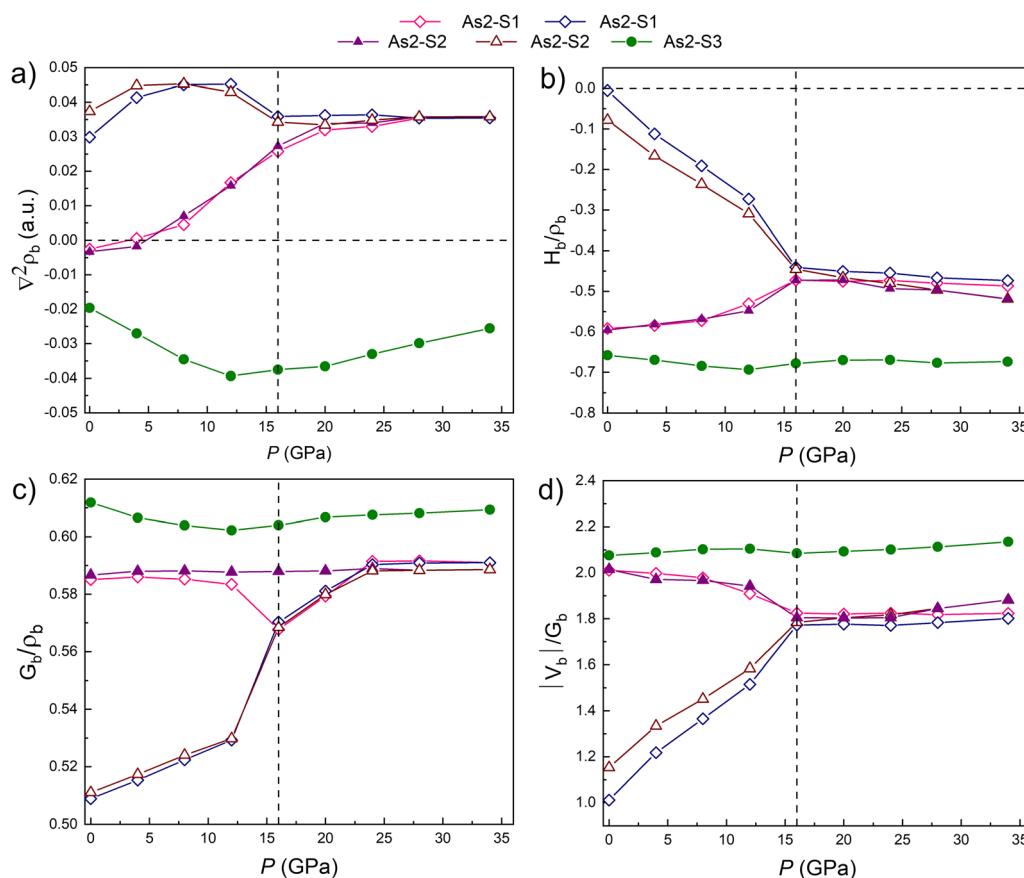 As2-S1 As2-S1
As2-S2 As2-S2 As2-S3
a)
0.05
0.04
0.03
0.02
0.01
0.00
-0.01
-0.02
-0.03
-0.04
-0.05
∇²ρb (a.u.)
0 5 10 15 20 25 30 35
P (GPa)
b)
0.0
-0.1
-0.2
-0.3
-0.4
-0.5
-0.6
-0.7
-0.8
Hb/ρb
0 5 10 15 20 25 30 35
P (GPa)
c)
0.62
0.60
0.58
0.56
0.52
0.50
Gb/ρb
0 5 10 15 20 25 30 35
P (GPa)
d)
2.4
2.2
2.0
1.8
1.6
1.4
1.2
1.0
|Vb|/Gb
0 5 10 15 20 25 30 35
P (GPa)